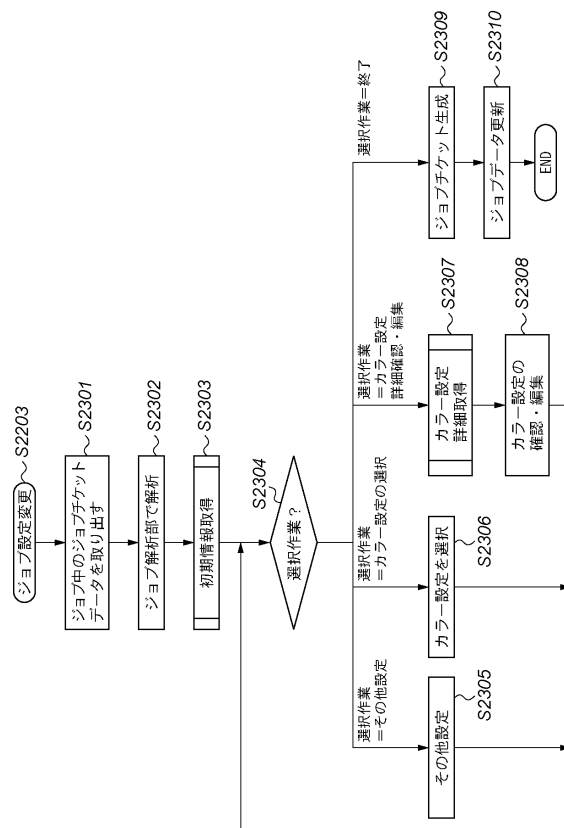 ジョブ設定変更
S2203
ジョブ中のジョブチケット
データを取り出す
S2301
ジョブ解析部で解析
S2302
初期情報取得
S2303
選択作業？
S2304
選択作業
＝その他設定
その他設定
S2305
選択作業
＝カラー設定の選択
カラー設定を選択
S2306
選択作業
＝カラー設定
詳細確認・編集
カラー設定
詳細取得
S2307
カラー設定の
確認・編集
S2308
選択作業＝終了
ジョブチケット生成
S2309
ジョブデータ更新
S2310
END